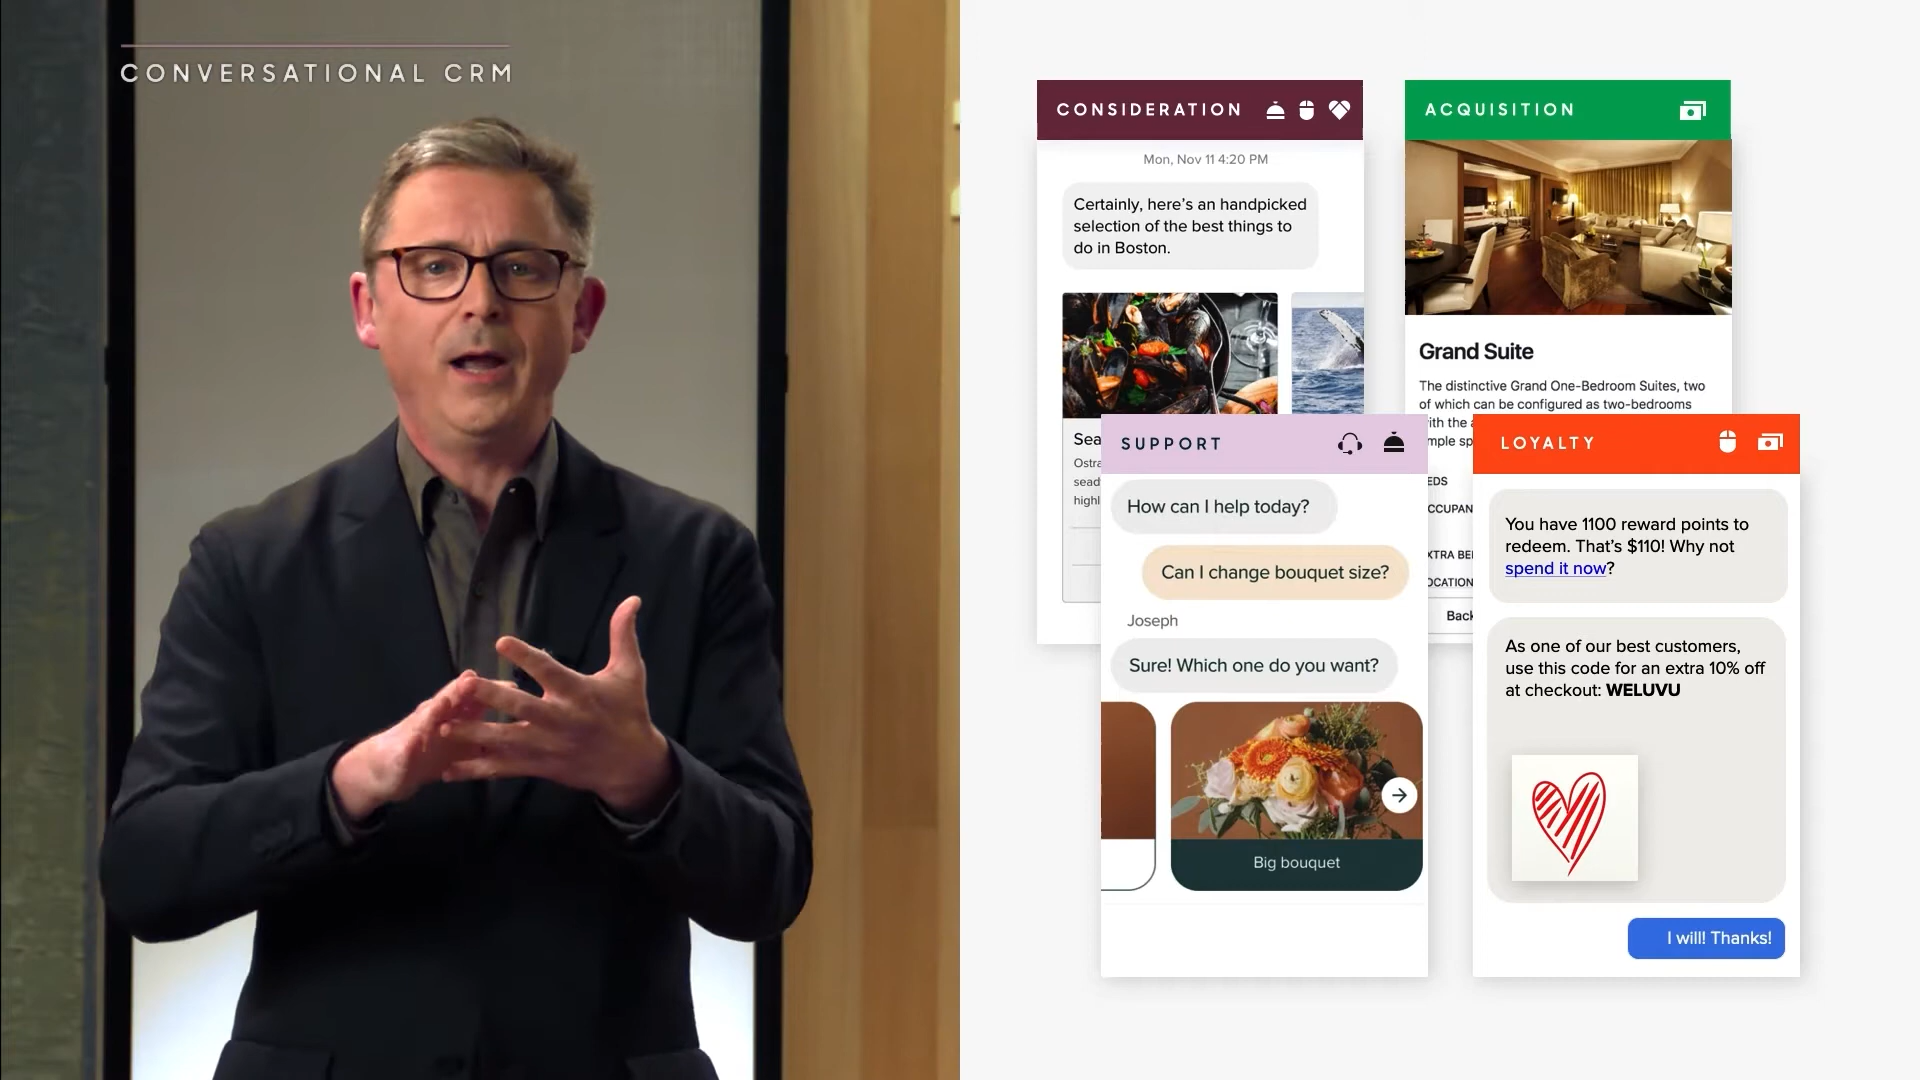 CONVERSATIONAL CRM
CONSIDERATION
Mon, Nov 11 4:20 PM
Certainly, here's an handpicked
selection of the best things to
do in Boston.
ACQUISITION
Grand Suite
The distinctive Grand One-Bedroom Suites, two
of which can be configured as two-bedrooms
SUPPORT
How can I help today?
Can I change bouquet size?
Joseph
Sure! Which one do you want?
Big bouquet
Back
LOYALTY
You have 1100 reward points to
redeem. That's $110! Why not
spend it now?
As one of our best customers,
use this code for an extra 10% off
at checkout: WELUVU
I will! Thanks!